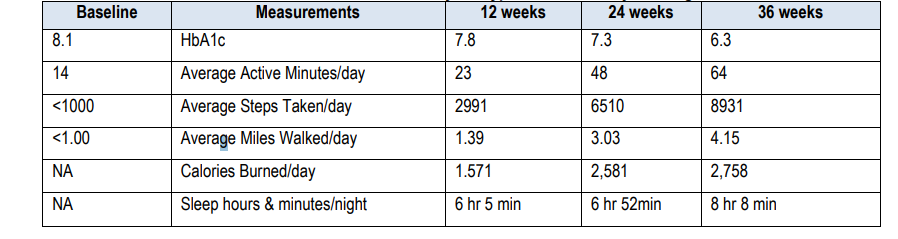 Baseline Measurements 12 weeks 24 weeks 36 weeks
8.1 HbA1c 7.8 7.3 6.3
14 Average Active Minutes/day 23 48 64
<1000 Average Steps Taken/day 2991 6510 8931
<1.00 Average Miles Walked/day 1.39 3.03 4.15
NA Calories Burned/day 1.571 2,581 2,758
NA Sleep hours & minutes/night 6 hr 5 min 6 hr 52min 8 hr 8 min